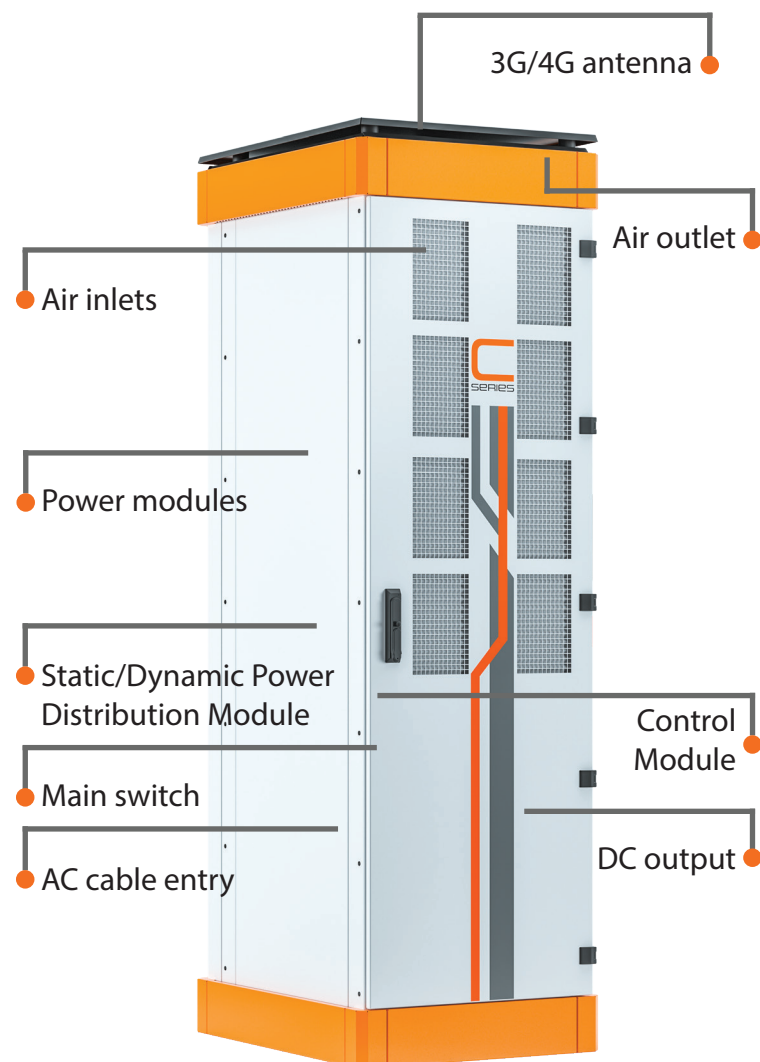 3G/4G antenna
Air outlet
Air inlets
C
SERIES
Power modules
Static/Dynamic Power
Distribution Module
Control
Module
Main switch
DC output
AC cable entry